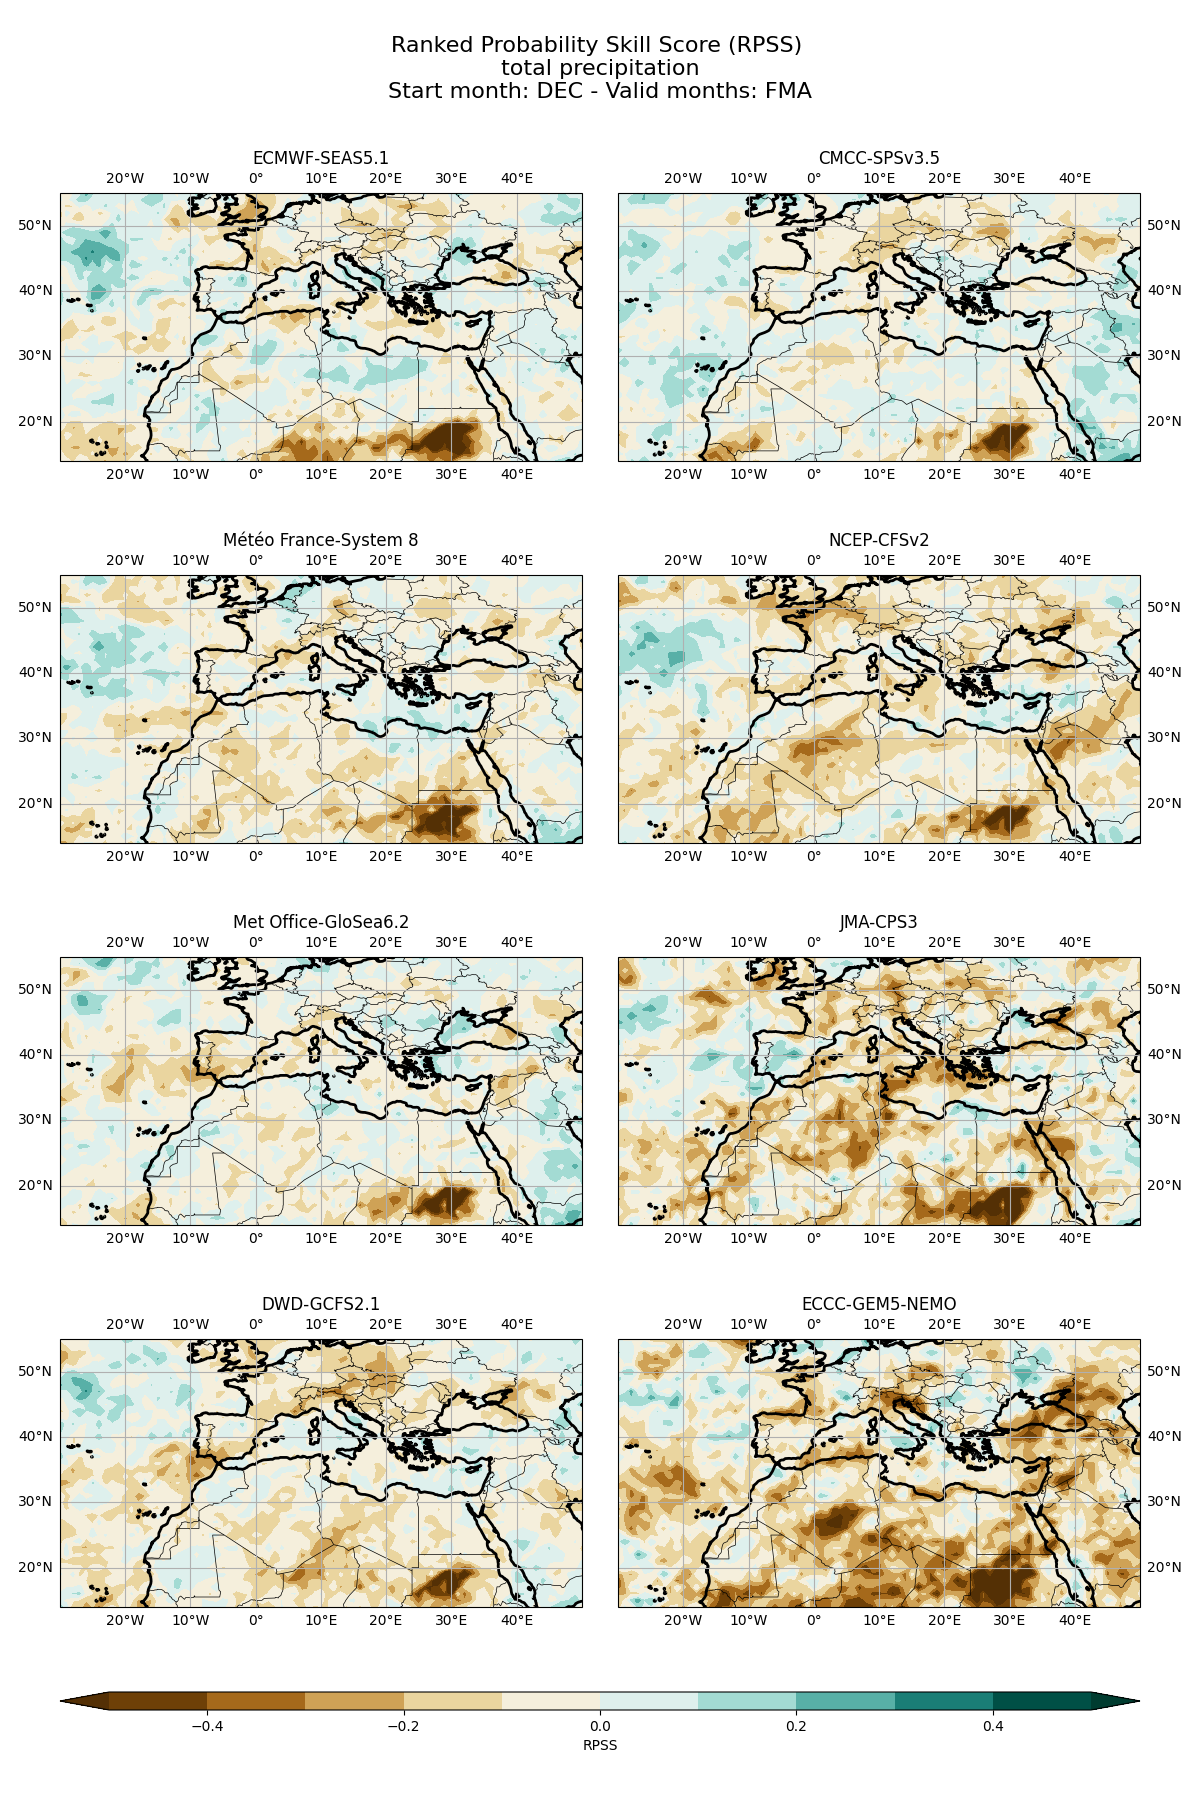 Ranked Probability Skill Score (RPSS)
total precipitation
Start month: DEC - Valid months: FMA
ECMWF-SEAS5.1
20°W 10°W 0° 10°E 20°E 30°E 40°E
50°N
40°N
30°N
20°N
20°W 10°W 0° 10°E 20°E 30°E 40°E
CMCC-SPSv3.5
20°W 10°W 0° 10°E 20°E 30°E 40°E
50°N
40°N
30°N
20°N
20°W 10°W 0° 10°E 20°E 30°E 40°E
Météo France-System 8
20°W 10°W 0° 10°E 20°E 30°E 40°E
50°N
40°N
30°N
20°N
20°W 10°W 0° 10°E 20°E 30°E 40°E
NCEP-CFSv2
20°W 10°W 0° 10°E 20°E 30°E 40°E
50°N
40°N
30°N
20°N
20°W 10°W 0° 10°E 20°E 30°E 40°E
Met Office-GloSea6.2
20°W 10°W 0° 10°E 20°E 30°E 40°E
50°N
40°N
30°N
20°N
20°W 10°W 0° 10°E 20°E 30°E 40°E
JMA-CPS3
20°W 10°W 0° 10°E 20°E 30°E 40°E
50°N
40°N
30°N
20°N
20°W 10°W 0° 10°E 20°E 30°E 40°E
DWD-GCFS2.1
20°W 10°W 0° 10°E 20°E 30°E 40°E
50°N
40°N
30°N
20°N
20°W 10°W 0° 10°E 20°E 30°E 40°E
ECCC-GEM5-NEMO
20°W 10°W 0° 10°E 20°E 30°E 40°E
50°N
40°N
30°N
20°N
20°W 10°W 0° 10°E 20°E 30°E 40°E
−0.4 −0.2 0.0 0.2 0.4
RPSS